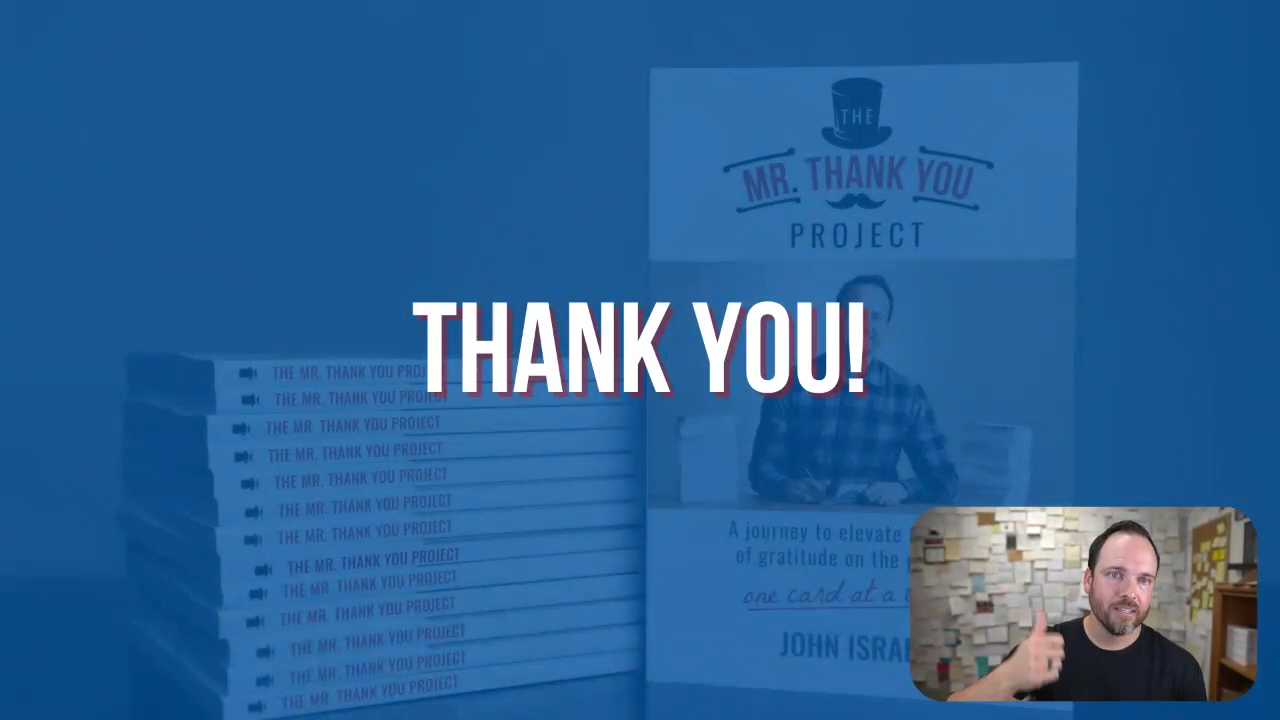 THE
MR. THANK YOU
PROJECT
THANK YOU!
THE MR. THANK YOU
THE MR. THANK YOU PROJECT
THE MR. THANK YOU PROJECT
THE MR. THANK YOU PROJECT
THE MR. THANK YOU PROJECT
THE MR. THANK YOU PROJECT
THE MR. THANK YOU PROJECT
THE MR. THANK YOU PROJECT
THE MR. THANK YOU PROJECT
THE MR. THANK YOU PROJECT
THE MR. THANK YOU PROJECT
THE MR. THANK YOU PROJECT
THE MR. THANK YOU PROJECT
A journey to elevate
of gratitude on the
one card at a
JOHN